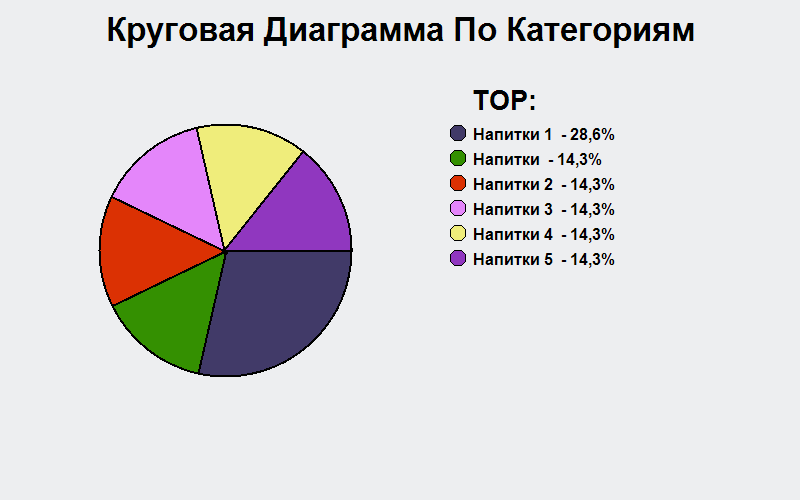 Круговая Диаграмма По Категориям
TOP:
Напитки 1 - 28,6%
Напитки - 14,3%
Напитки 2 - 14,3%
Напитки 3 - 14,3%
Напитки 4 - 14,3%
Напитки 5 - 14,3%